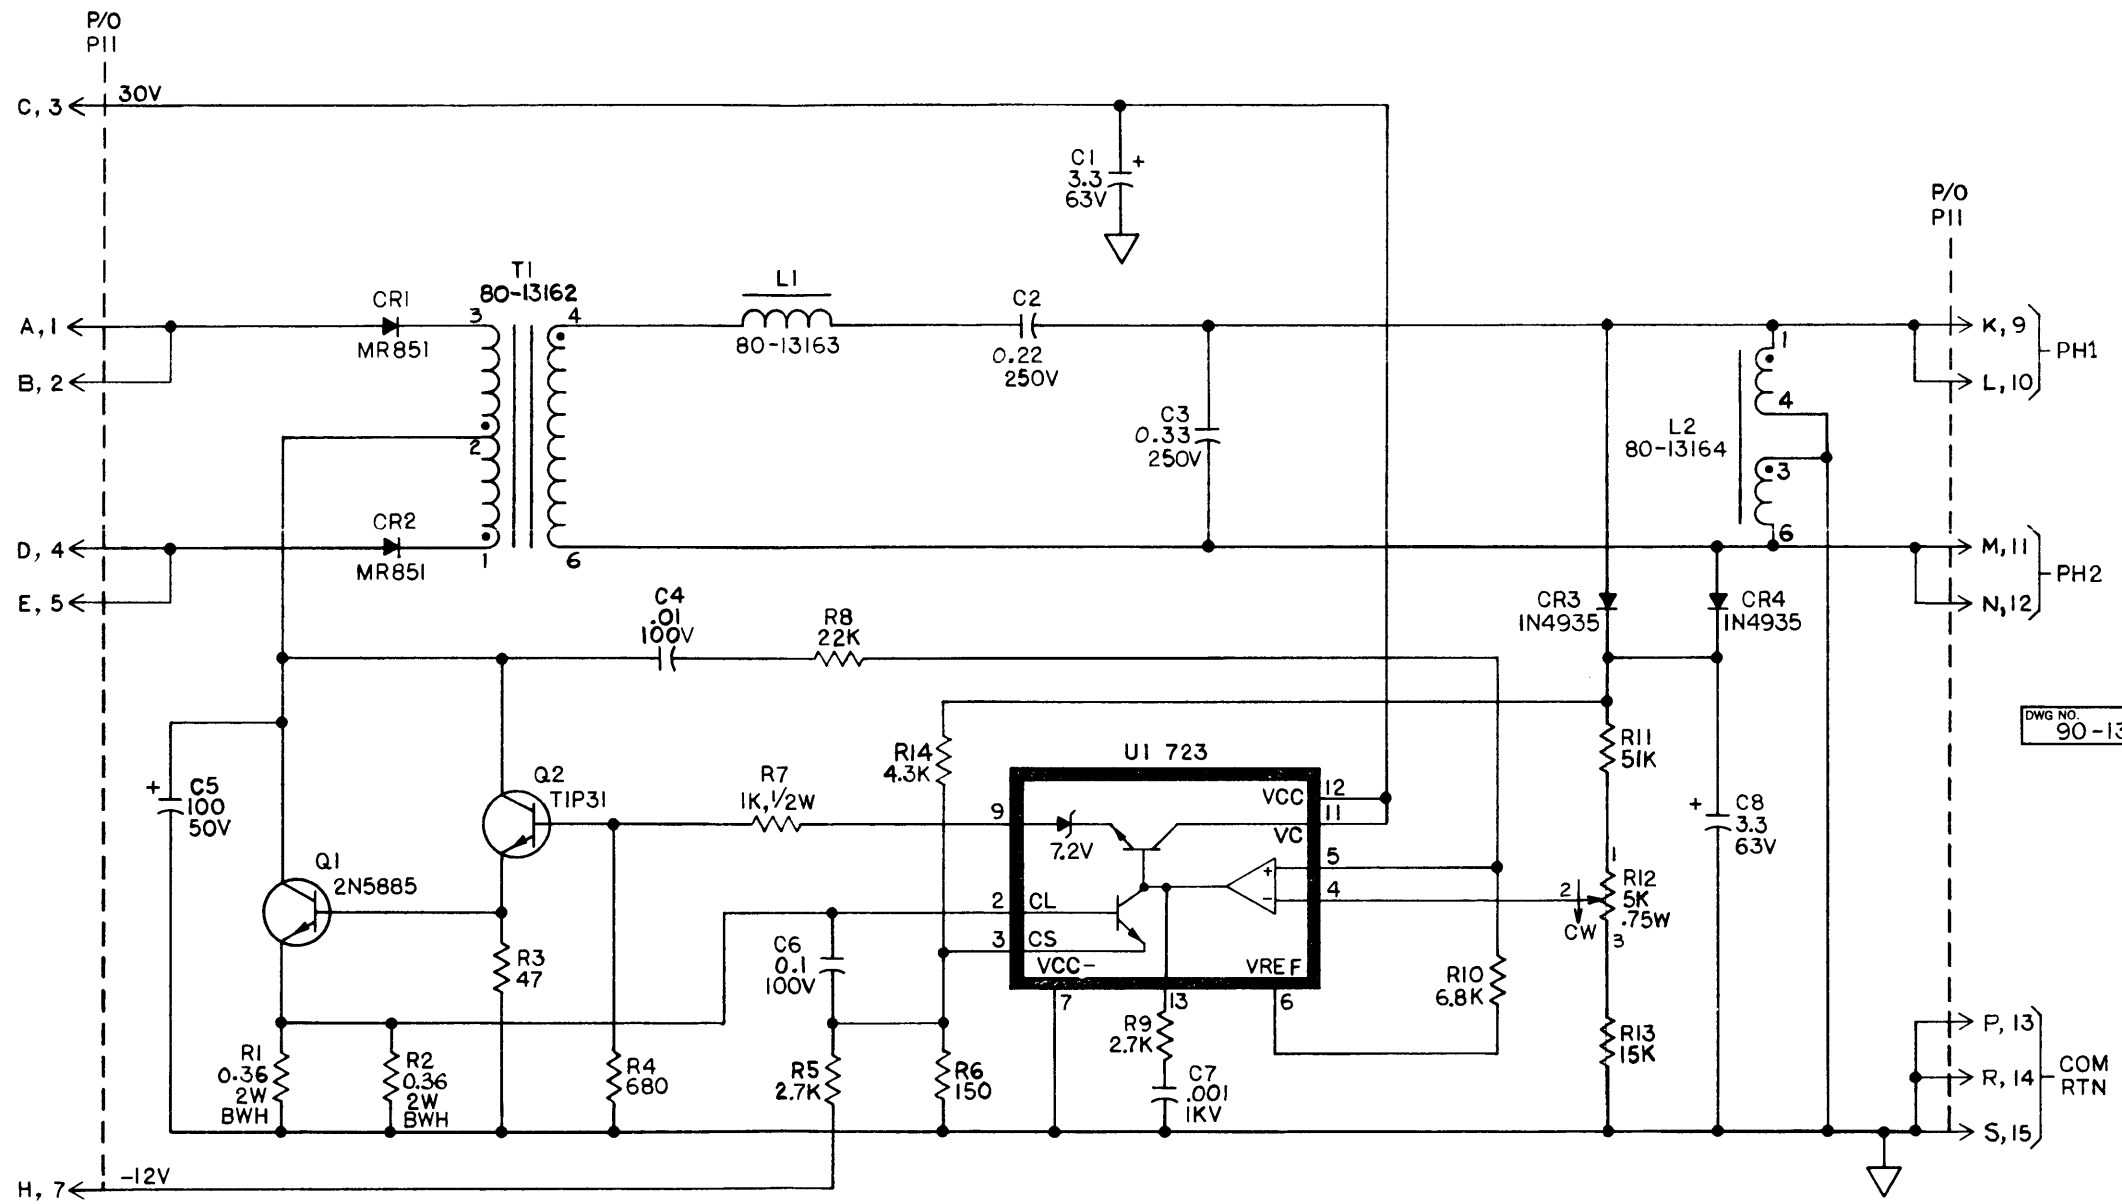 P/O
P11
C, 3
30V
C1
+
3.3
63V
P/O
P11
T1
80-13162
L1
80-13163
CR1
MR851
A, 1
B, 2
3
4
2
1
6
C2
0.22
250V
C3
0.33
250V
L2
80-13164
1
4
3
6
K, 9
L, 10
PH1
M, 11
N, 12
PH2
CR2
MR851
D, 4
E, 5
C4
.01
100V
R8
22K
CR3
1N4935
CR4
1N4935
DWG NO.
90-13
C5
+
100
50V
Q2
TIP31
R7
1K, 1/2W
R14
4.3K
U1 723
VCC
12
VC
11
9
7.2V
5
+
4
-
2
CL
3
CS
VCC-
VREF
7
13
6
R11
51K
1
R12
5K
.75W
2
CW
3
C8
+
3.3
63V
Q1
2N5885
R3
47
C6
0.1
100V
R10
6.8K
R1
0.36
2W
BWH
R2
0.36
2W
BWH
R4
680
R5
2.7K
R6
150
R9
2.7K
C7
.001
1KV
R13
15K
P, 13
R, 14
S, 15
COM
RTN
H, 7
-12V